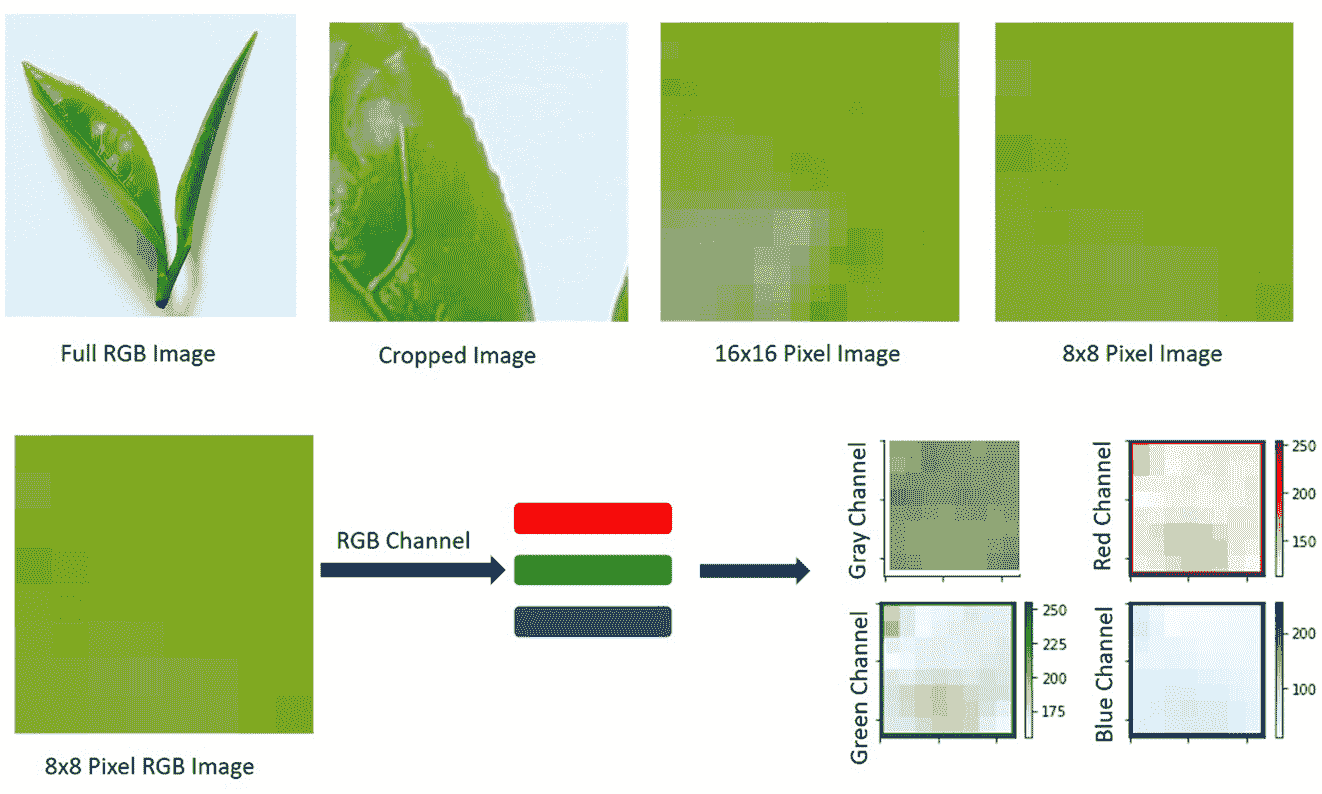 Full RGB Image
Cropped Image
16x16 Pixel Image
8x8 Pixel Image
RGB Channel
8x8 Pixel RGB Image
Gray Channel
Red Channel
250
200
150
Green Channel
250
225
200
175
Blue Channel
200
100